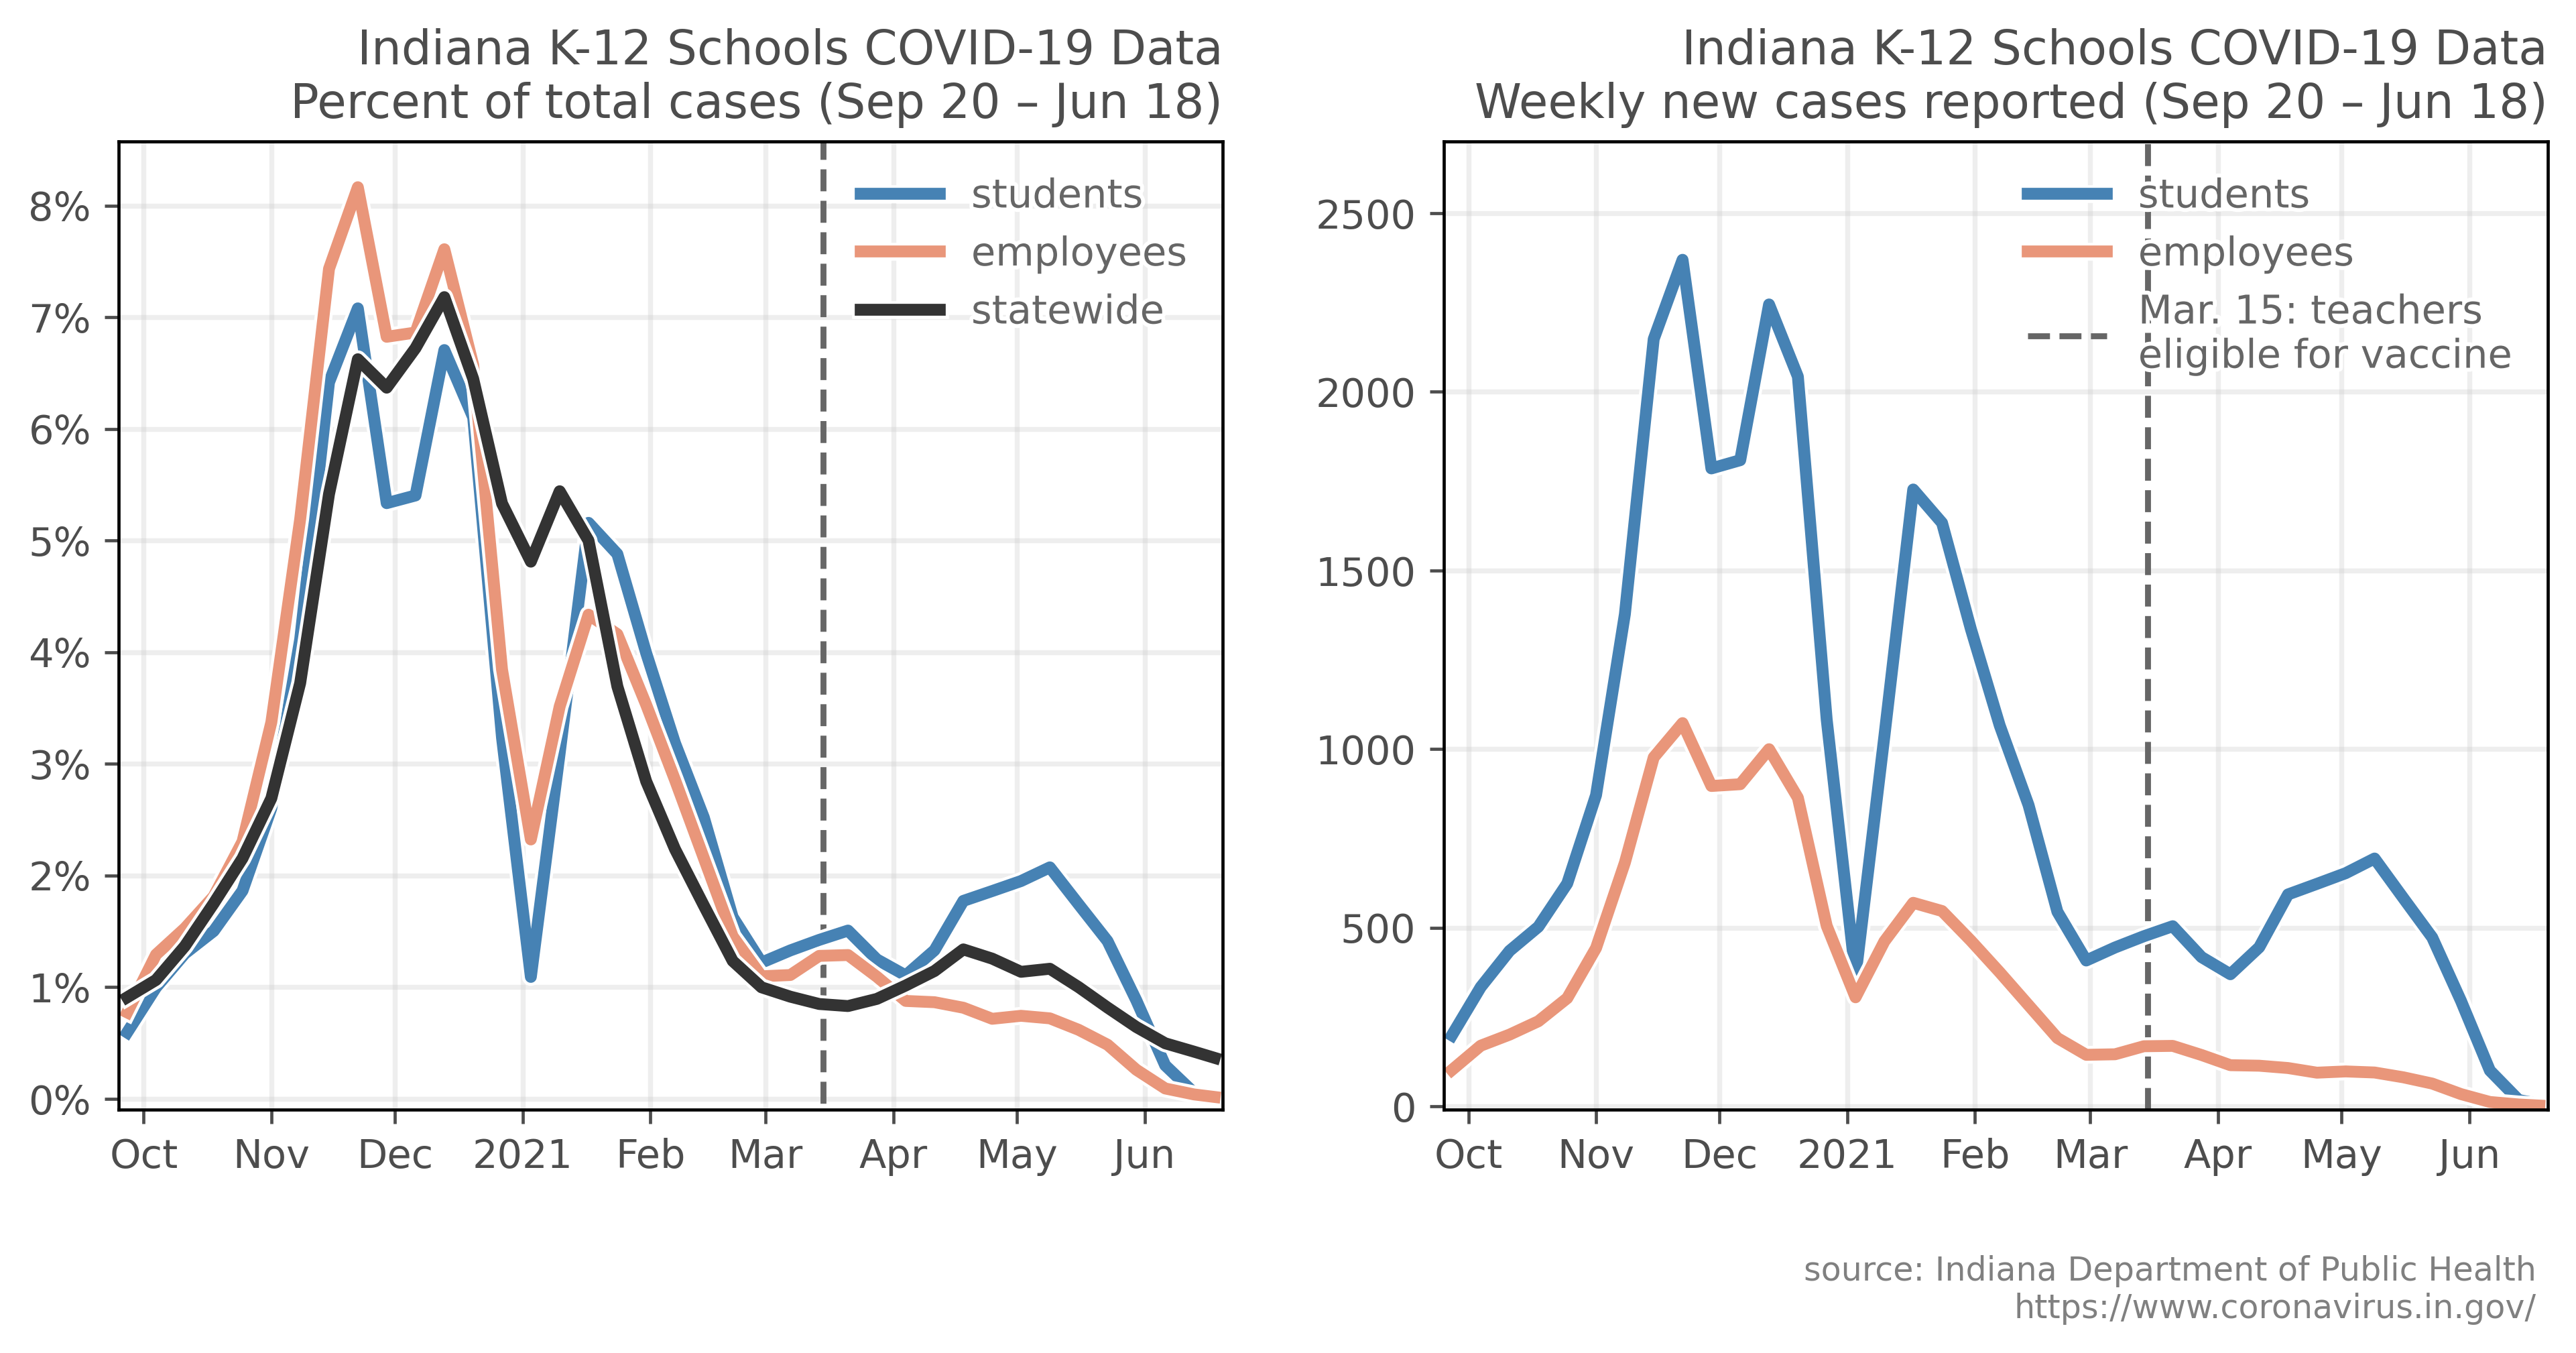 Indiana K-12 Schools COVID-19 Data
Percent of total cases (Sep 20 – Jun 18)
8%
7%
6%
5%
4%
3%
2%
1%
0%
students
employees
statewide
Oct
Nov
Dec
2021
Feb
Mar
Apr
May
Jun
Indiana K-12 Schools COVID-19 Data
Weekly new cases reported (Sep 20 – Jun 18)
2500
2000
1500
1000
500
0
students
employees
Mar. 15: teachers
eligible for vaccine
Oct
Nov
Dec
2021
Feb
Mar
Apr
May
Jun
source: Indiana Department of Public Health
https://www.coronavirus.in.gov/